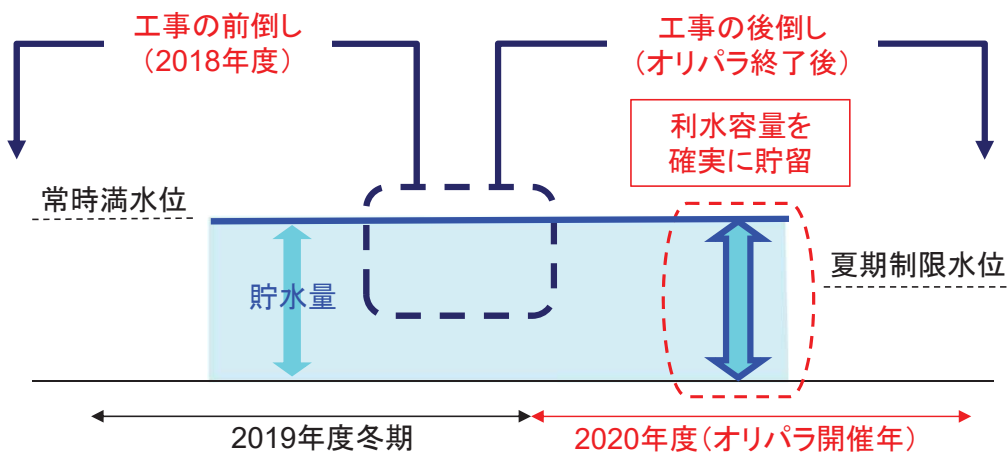 工事の前倒し
（2018年度）
工事の後倒し
（オリパラ終了後）
利水容量を
確実に貯留
常時満水位
夏期制限水位
貯水量
2019年度冬期
2020年度（オリパラ開催年）